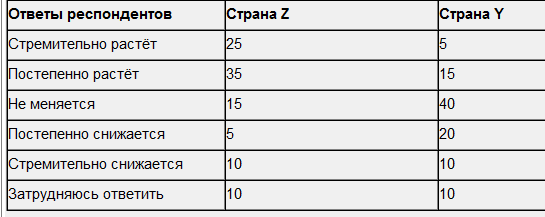 Ответы респондентов Страна Z Страна Y
Стремительно растёт 25 5
Постепенно растёт 35 15
Не меняется 15 40
Постепенно снижается 5 20
Стремительно снижается 10 10
Затрудняюсь ответить 10 10